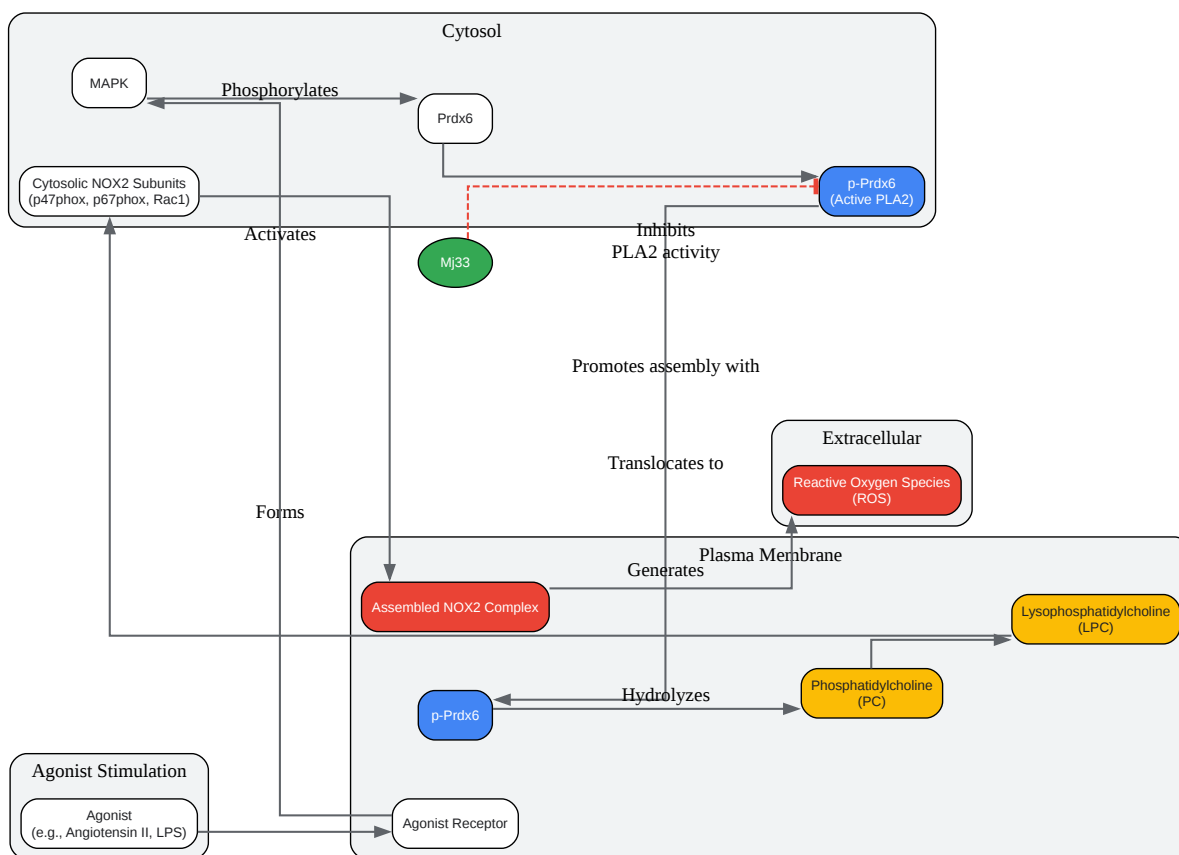 Cytosol
MAPK
Phosphorylates
Prdx6
Cytosolic NOX2 Subunits
(p47phox, p67phox, Rac1)
p-Prdx6
(Active PLA2)
Activates
Inhibits
PLA2 activity
Mj33
Promotes assembly with
Extracellular
Translocates to
Reactive Oxygen Species
(ROS)
Forms
Plasma Membrane
Generates
Assembled NOX2 Complex
Lysophosphatidylcholine
(LPC)
Phosphatidylcholine
(PC)
Hydrolyzes
p-Prdx6
Agonist Stimulation
Agonist
(e.g., Angiotensin II, LPS)
Agonist Receptor